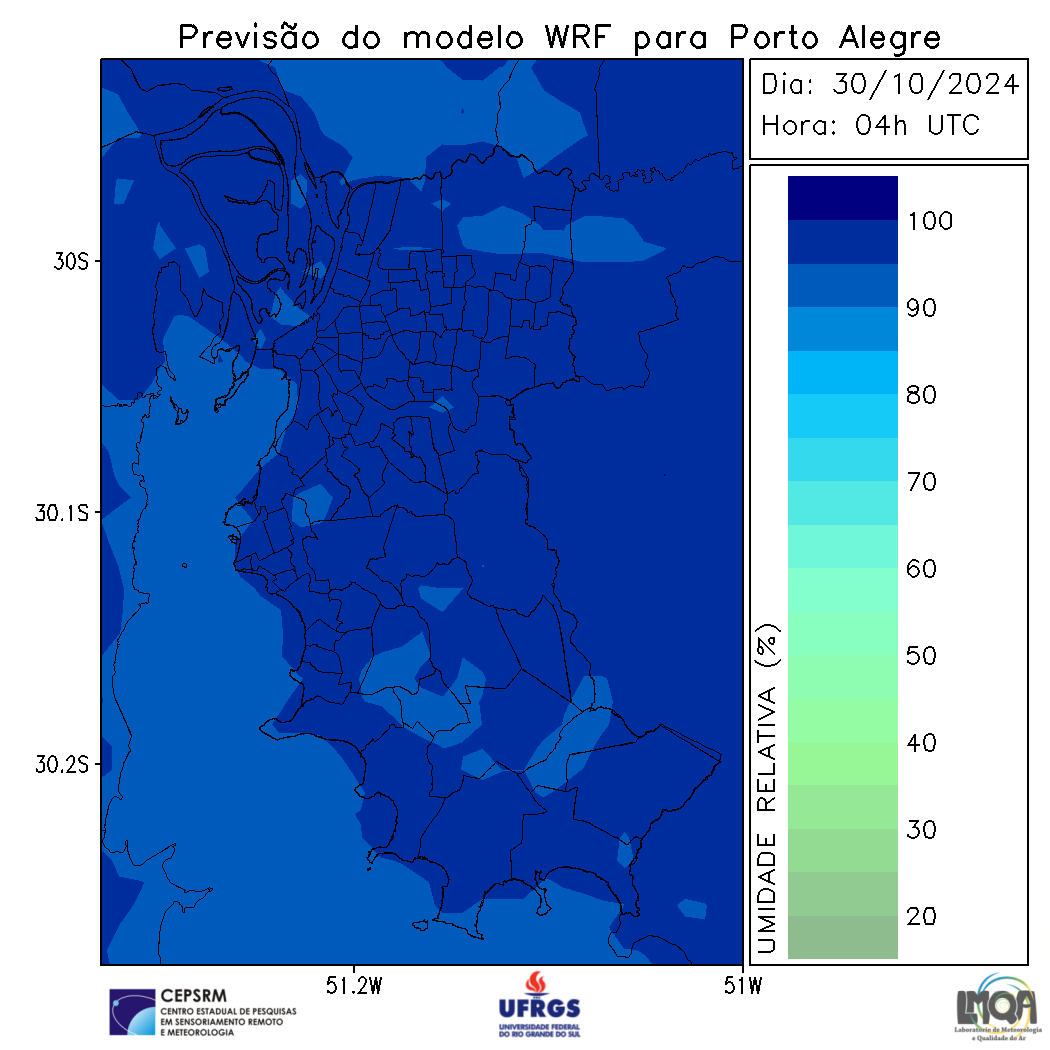 Previsão do modelo WRF para Porto Alegre
Dia: 30/10/2024
Hora: 04h UTC
100
90
80
70
60
50
40
30
20
UMIDADE RELATIVA (%)
30S
30.1S
30.2S
51.2W
51W
CEPSRM
CENTRO ESTADUAL DE PESQUISAS
EM SENSORIAMENTO REMOTO
E METEOROLOGIA
UFRGS
UNIVERSIDADE FEDERAL
DO RIO GRANDE DO SUL
LMQA
Laboratório de Meteorologia
e Qualidade do Ar